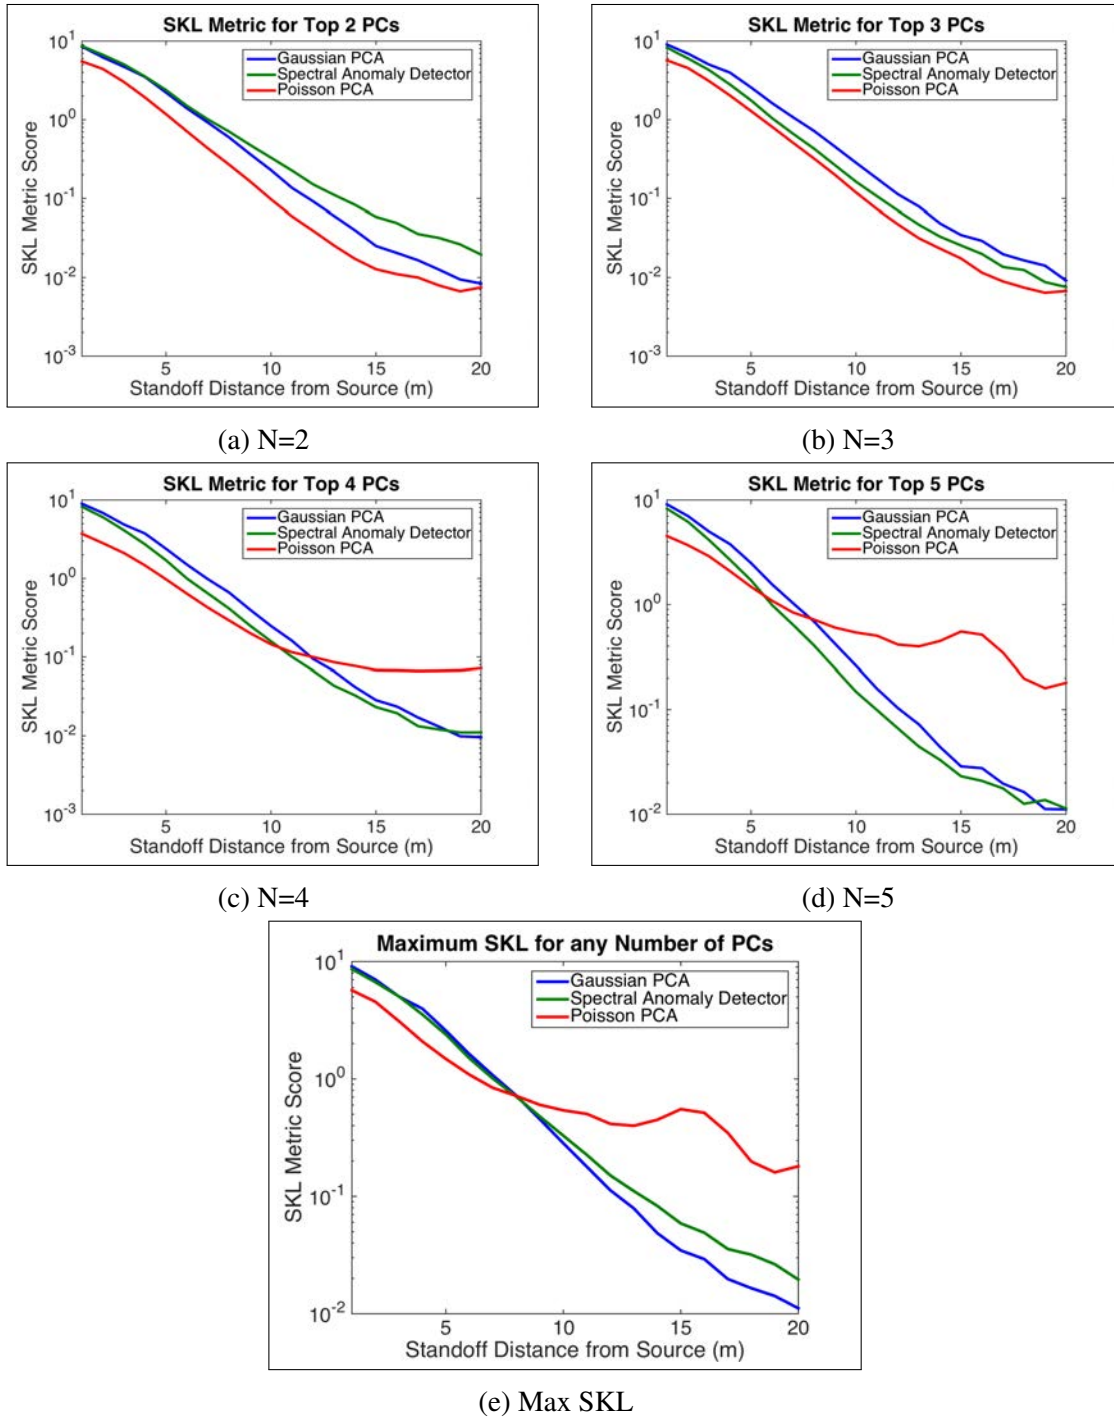 SKL Metric for Top 2 PCs
SKL Metric Score
10^1
10^0
10^-1
10^-2
10^-3
Gaussian PCA
Spectral Anomaly Detector
Poisson PCA
5 10 15 20
Standoff Distance from Source (m)
(a) N=2
SKL Metric for Top 3 PCs
SKL Metric Score
10^1
10^0
10^-1
10^-2
10^-3
Gaussian PCA
Spectral Anomaly Detector
Poisson PCA
5 10 15 20
Standoff Distance from Source (m)
(b) N=3
SKL Metric for Top 4 PCs
SKL Metric Score
10^1
10^0
10^-1
10^-2
10^-3
Gaussian PCA
Spectral Anomaly Detector
Poisson PCA
5 10 15 20
Standoff Distance from Source (m)
(c) N=4
SKL Metric for Top 5 PCs
SKL Metric Score
10^1
10^0
10^-1
10^-2
Gaussian PCA
Spectral Anomaly Detector
Poisson PCA
5 10 15 20
Standoff Distance from Source (m)
(d) N=5
Maximum SKL for any Number of PCs
SKL Metric Score
10^1
10^0
10^-1
10^-2
Gaussian PCA
Spectral Anomaly Detector
Poisson PCA
5 10 15 20
Standoff Distance from Source (m)
(e) Max SKL